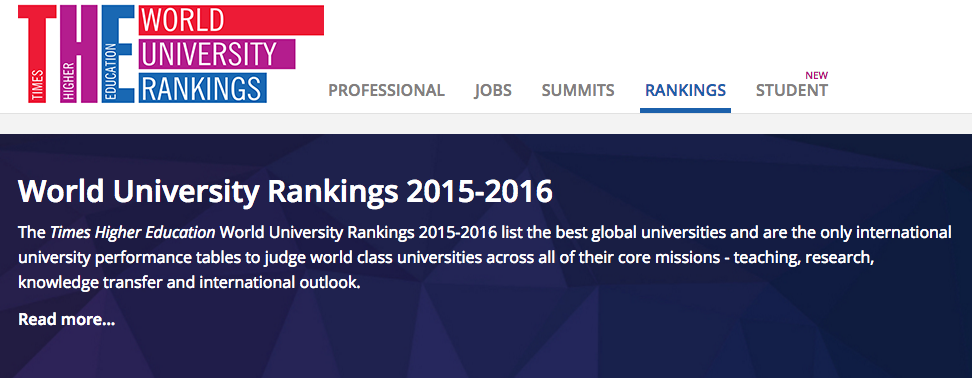 THE WORLD UNIVERSITY RANKINGS
TIMES HIGHER EDUCATION
NEW
PROFESSIONAL JOBS SUMMITS RANKINGS STUDENT
World University Rankings 2015-2016
The Times Higher Education World University Rankings 2015-2016 list the best global universities and are the only international
university performance tables to judge world class universities across all of their core missions - teaching, research,
knowledge transfer and international outlook.
Read more...